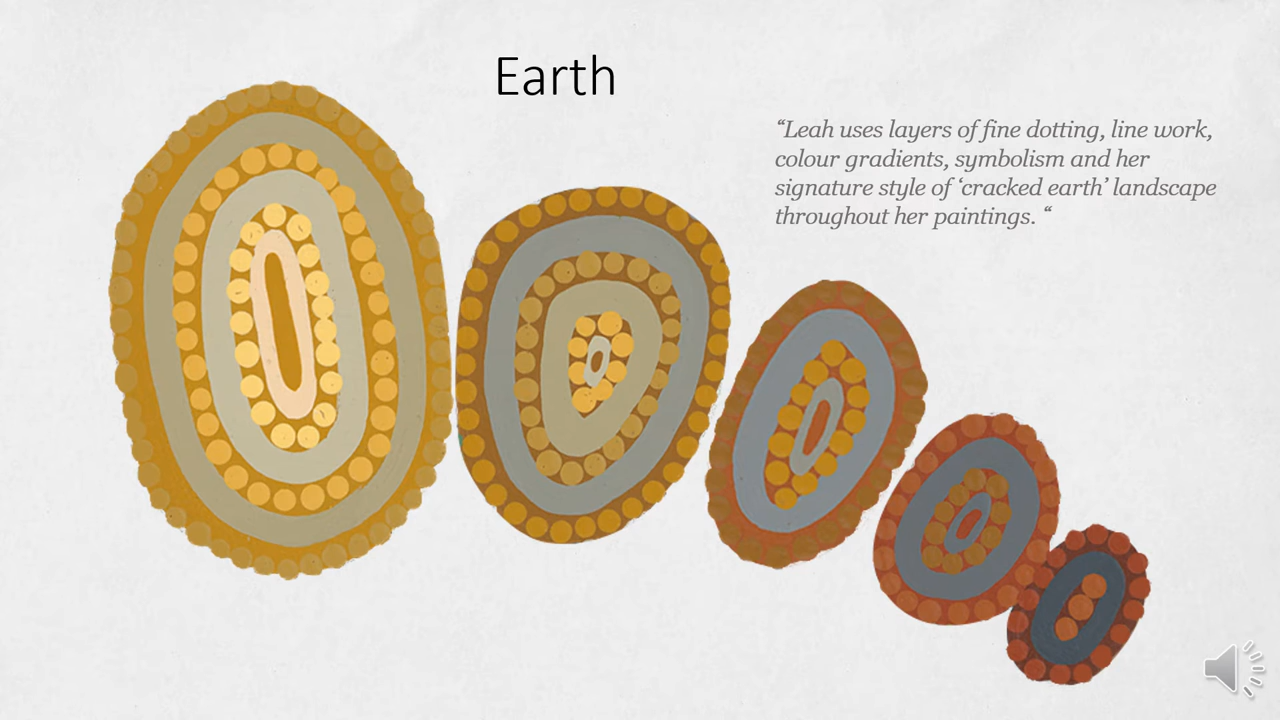 Earth
“Leah uses layers of fine dotting, line work,
colour gradients, symbolism and her
signature style of ‘cracked earth’ landscape
throughout her paintings. “